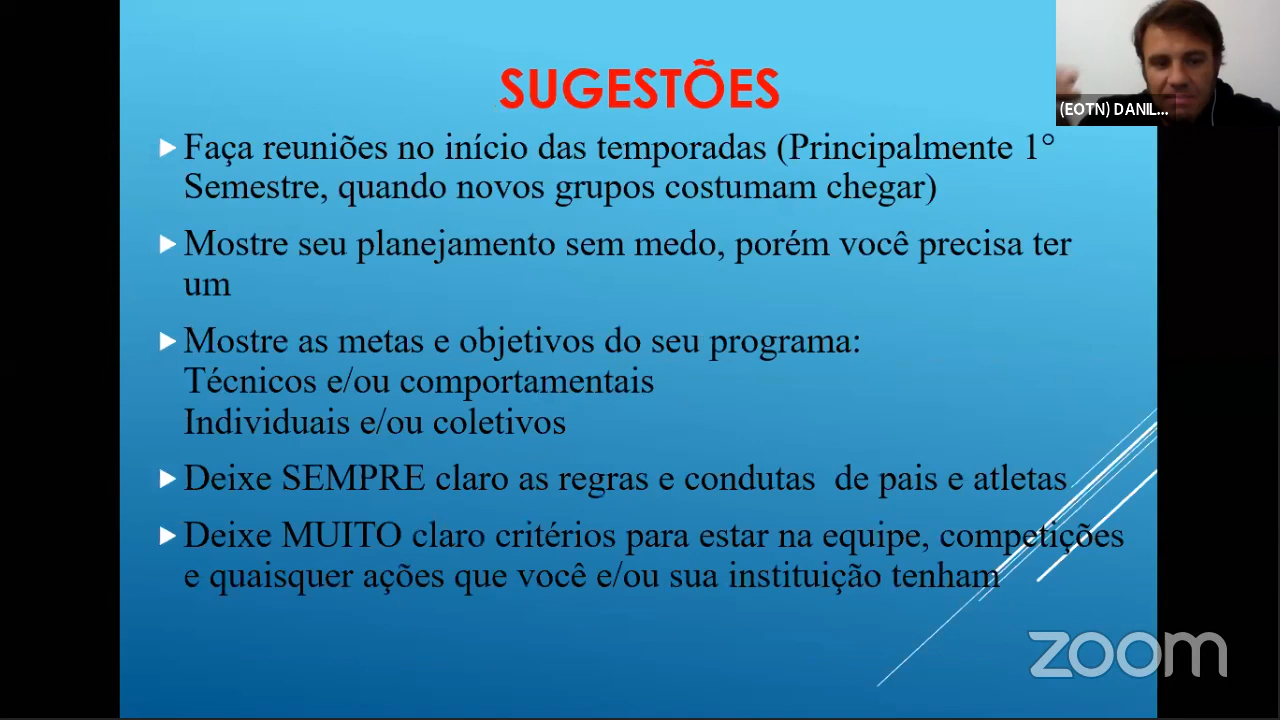 SUGESTÕES
(EOTN) DANIL...
Faça reuniões no início das temporadas (Principalmente 1°
Semestre, quando novos grupos costumam chegar)
Mostre seu planejamento sem medo, porém você precisa ter
um
Mostre as metas e objetivos do seu programa:
Técnicos e/ou comportamentais
Individuais e/ou coletivos
Deixe SEMPRE claro as regras e condutas de pais e atletas
Deixe MUITO claro critérios para estar na equipe, competições
e quaisquer ações que você e/ou sua instituição tenham
zoom